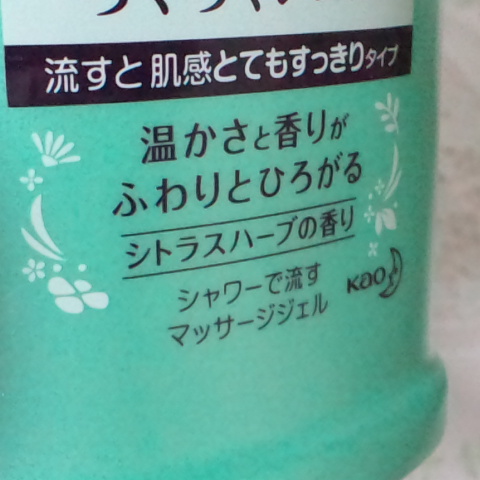 流すと肌感とてもすっきりタイプ
温かさと香りが
ふわりとひろがる
シトラスハーブの香り
シャワーで流す
マッサージジェル
Kao